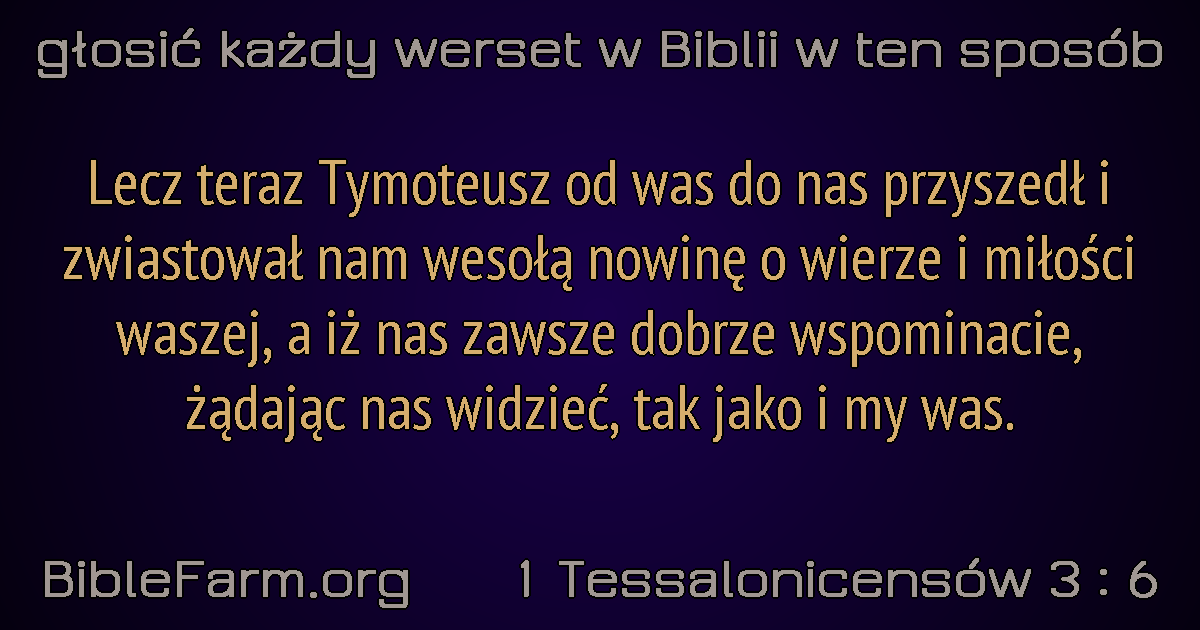 głosić każdy werset w Biblii w ten sposób
Lecz teraz Tymoteusz od was do nas przyszedł i
zwiastował nam wesołą nowinę o wierze i miłości
waszej, a iż nas zawsze dobrze wspominacie,
żądając nas widzieć, tak jako i my was.
BibleFarm.org 1 Tessalonicensów 3 : 6